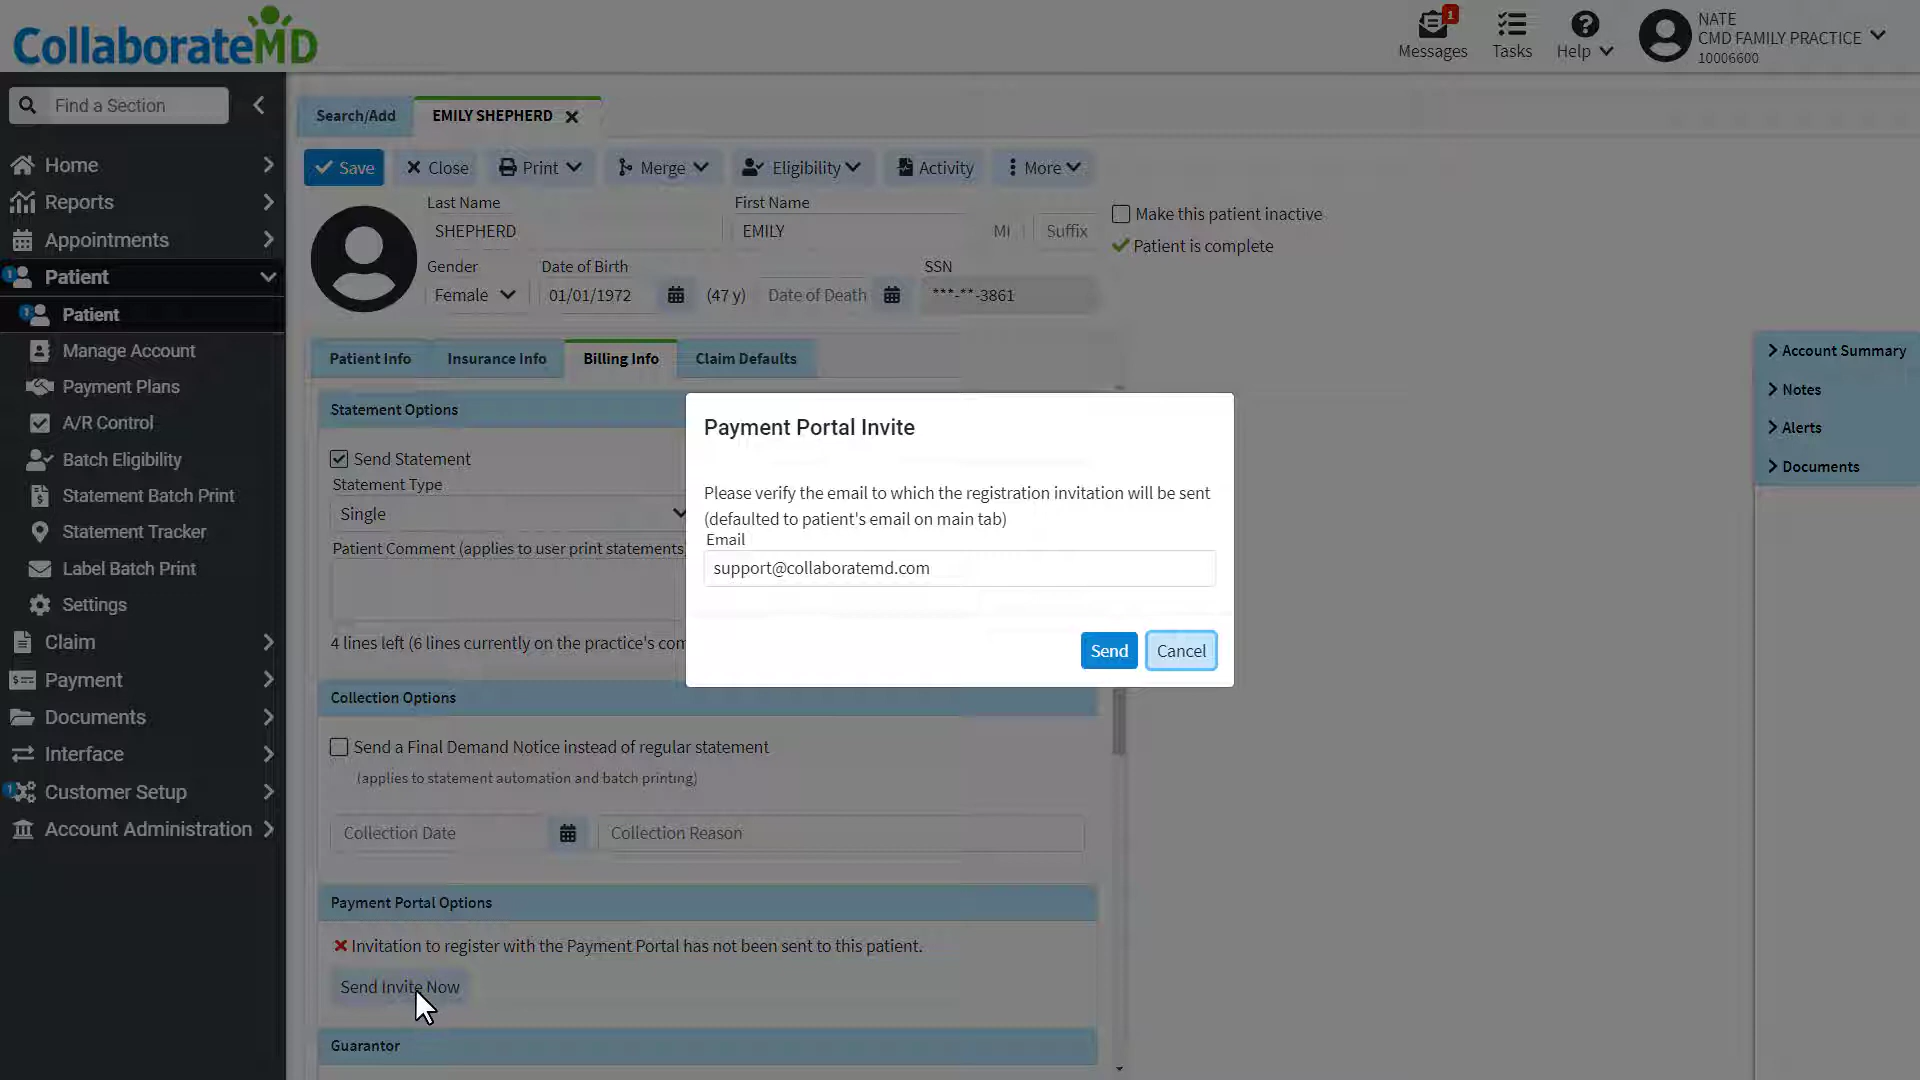 CollaborateMD
1
Messages
Tasks
Help
NATE
CMD FAMILY PRACTICE
10006600
Find a Section
Home
Reports
Appointments
1
Patient
1
Patient
Manage Account
Payment Plans
A/R Control
Batch Eligibility
Statement Batch Print
Statement Tracker
Label Batch Print
Settings
Claim
Payment
Documents
Interface
1
Customer Setup
Account Administration
Search/Add
EMILY SHEPHERD
Save
Close
Print
Merge
Eligibility
Activity
More
Last Name
First Name
SHEPHERD
EMILY
MI
Suffix
Make this patient inactive
Patient is complete
Gender
Date of Birth
SSN
Female
01/01/1972
(47 y)
Date of Death
***-**-3861
Patient Info
Insurance Info
Billing Info
Claim Defaults
Account Summary
Notes
Alerts
Documents
Statement Options
Send Statement
Statement Type
Single
Patient Comment (applies to user print statements
4 lines left (6 lines currently on the practice's com
Payment Portal Invite
Please verify the email to which the registration invitation will be sent
(defaulted to patient's email on main tab)
Email
support@collaboratemd.com
Send
Cancel
Collection Options
Send a Final Demand Notice instead of regular statement
(applies to statement automation and batch printing)
Collection Date
Collection Reason
Payment Portal Options
Invitation to register with the Payment Portal has not been sent to this patient.
Send Invite Now
Guarantor